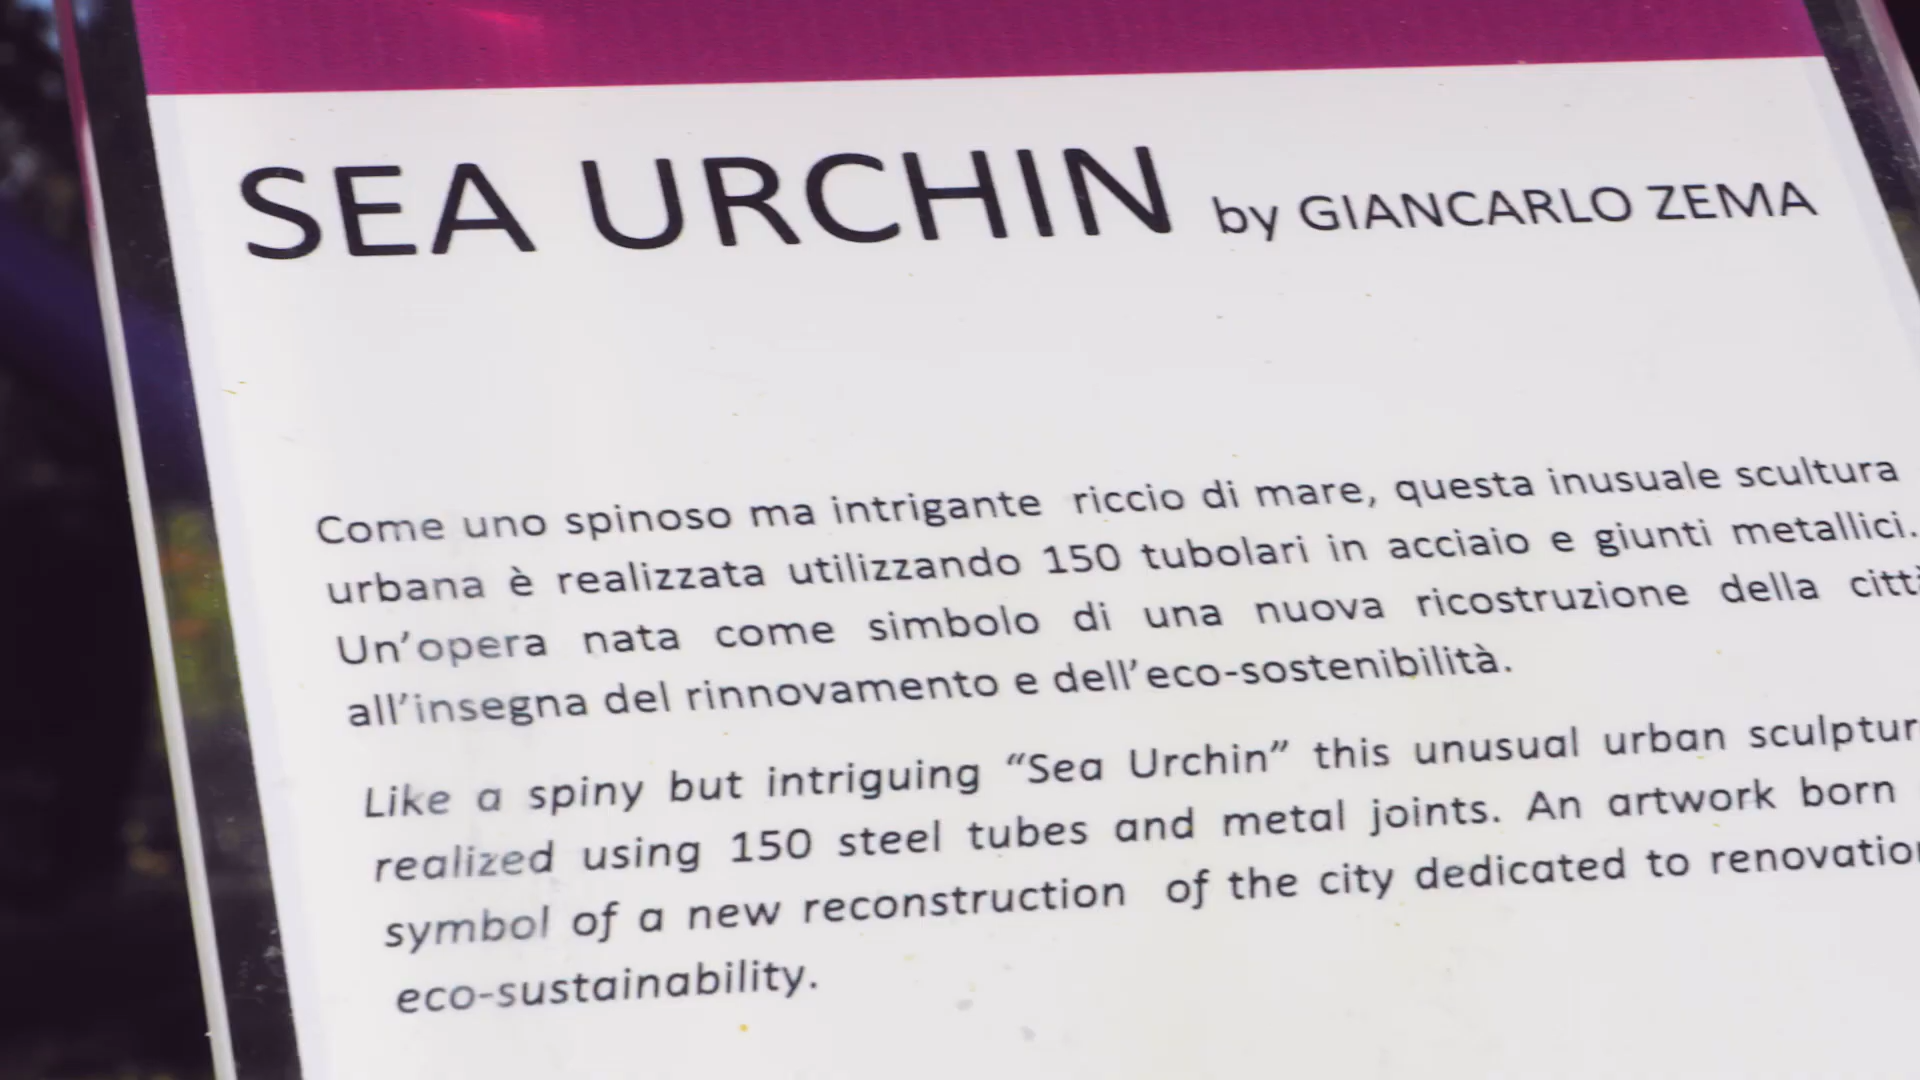 SEA URCHIN by GIANCARLO ZEMA
Come uno spinoso ma intrigante riccio di mare, questa inusuale scultura
urbana è realizzata utilizzando 150 tubolari in acciaio e giunti metallici.
Un'opera nata come simbolo di una nuova ricostruzione della
all'insegna del rinnovamento e dell'eco-sostenibilità.
Like a spiny but intriguing “Sea Urchin” this unusual urban
realized using 150 steel tubes and metal joints. An artwork born
symbol of a new reconstruction of the city dedicated to
eco-sustainability.